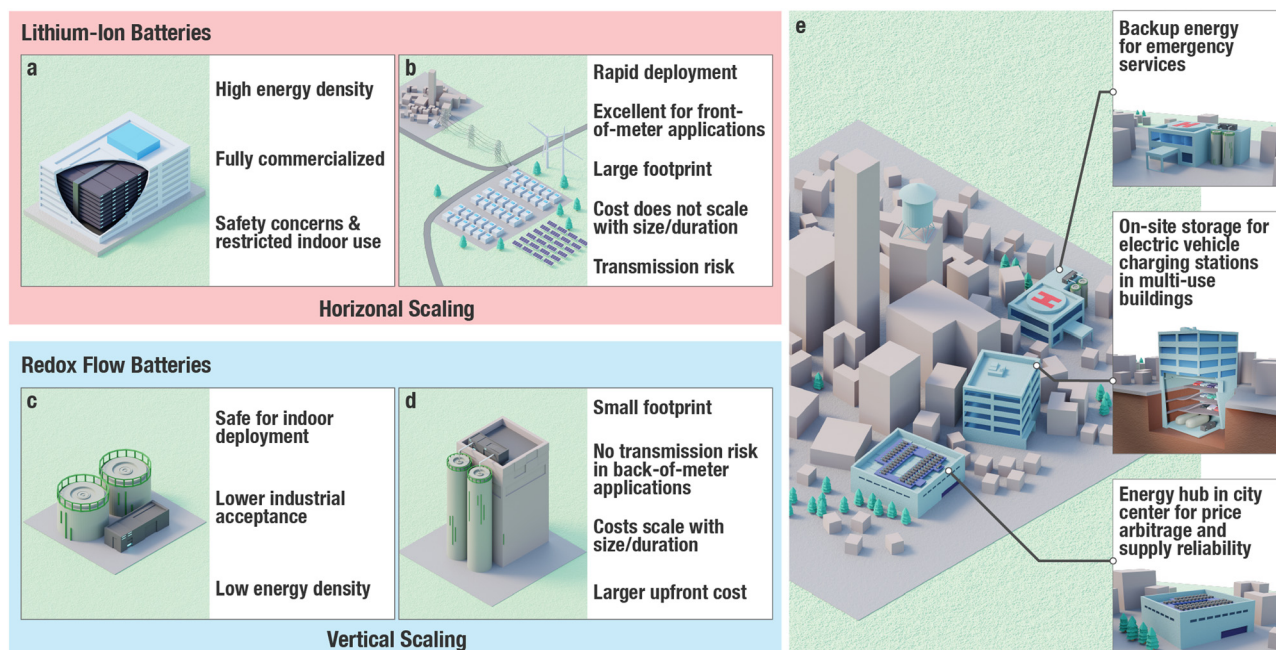 Lithium-Ion Batteries
a
High energy density
Fully commercialized
Safety concerns &
restricted indoor use
b
Rapid deployment
Excellent for front-
of-meter applications
Large footprint
Cost does not scale
with size/duration
Transmission risk
Horizonal Scaling
Redox Flow Batteries
c
Safe for indoor
deployment
Lower industrial
acceptance
Low energy density
d
Small footprint
No transmission risk
in back-of-meter
applications
Costs scale with
size/duration
Larger upfront cost
Vertical Scaling
e
Backup energy
for emergency
services
H
H
On-site storage for
electric vehicle
charging stations
in multi-use
buildings
Energy hub in city
center for price
arbitrage and
supply reliability